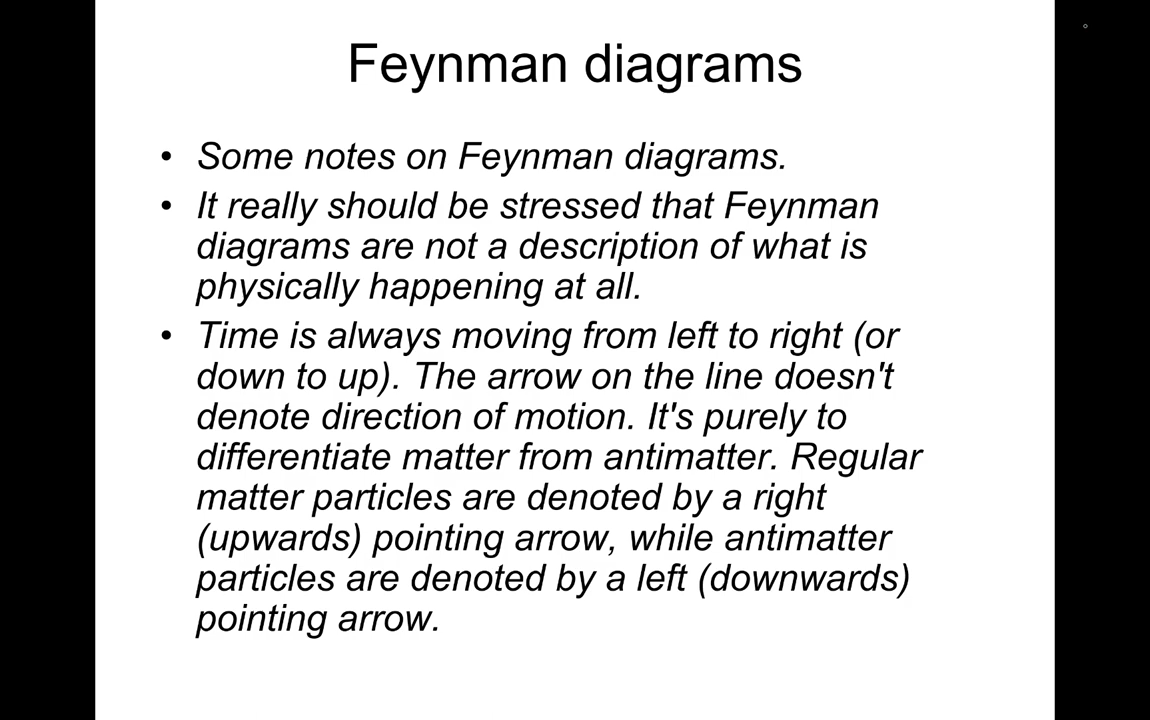 Feynman diagrams
• Some notes on Feynman diagrams.
• It really should be stressed that Feynman
diagrams are not a description of what is
physically happening at all.
• Time is always moving from left to right (or
down to up). The arrow on the line doesn't
denote direction of motion. It's purely to
differentiate matter from antimatter. Regular
matter particles are denoted by a right
(upwards) pointing arrow, while antimatter
particles are denoted by a left (downwards)
pointing arrow.